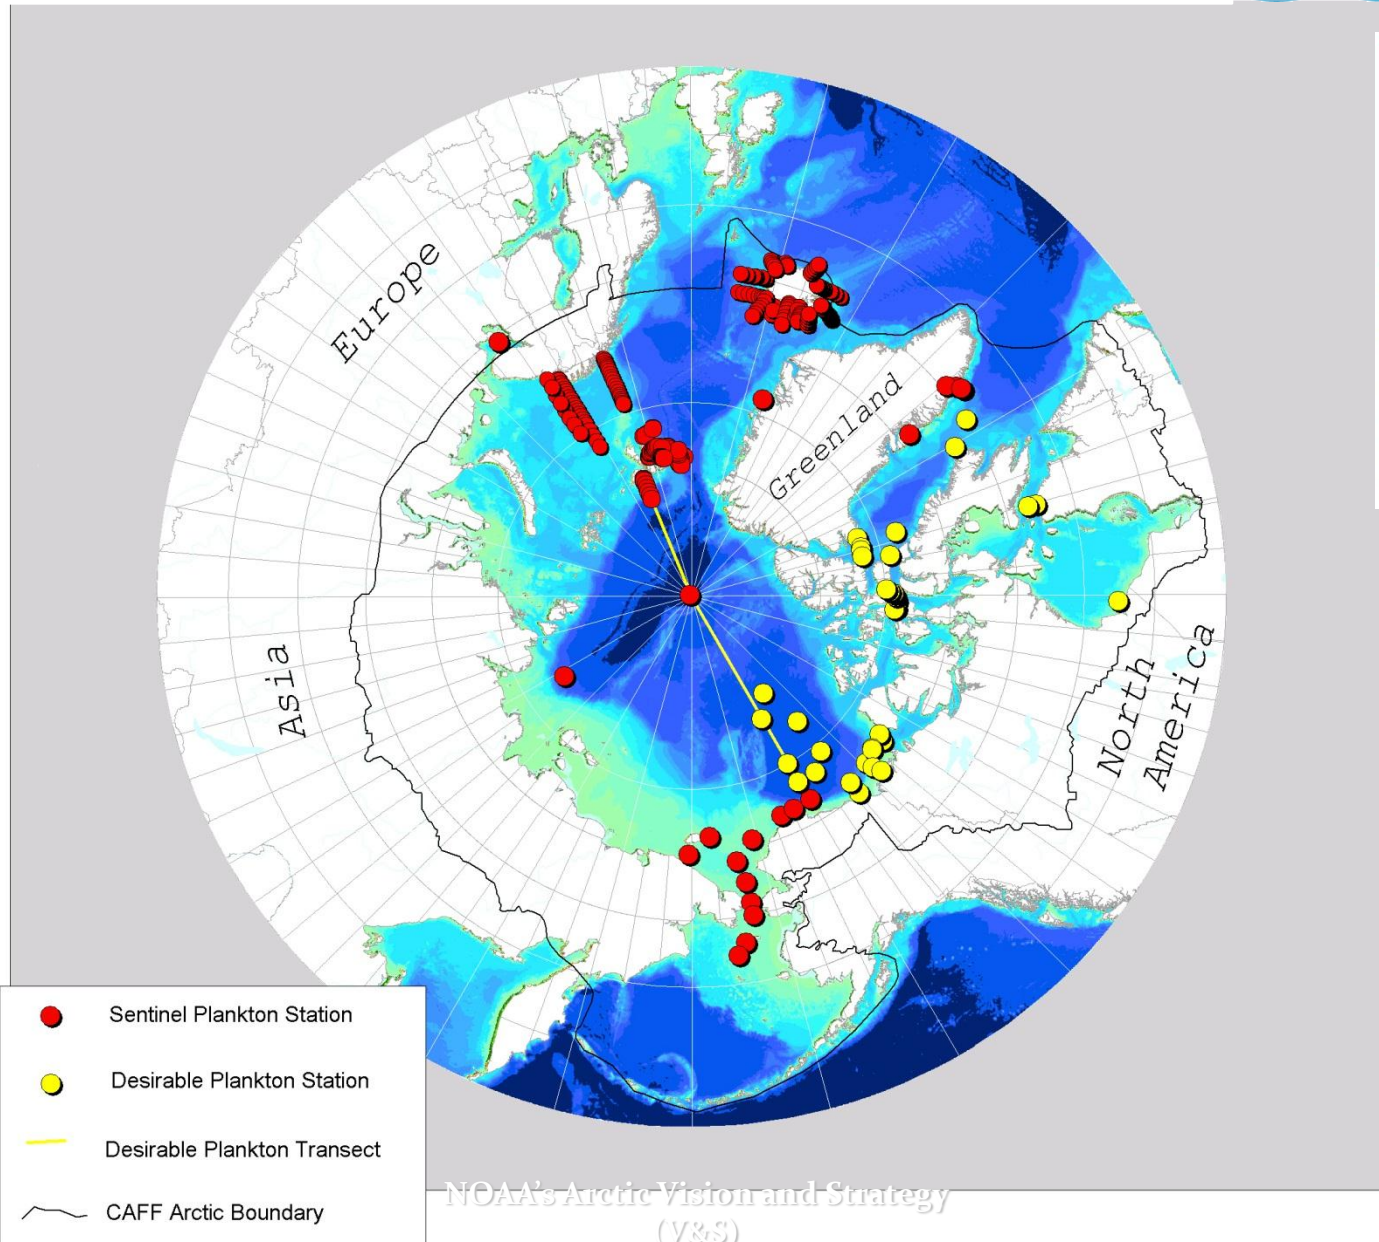 Europe
Greenland
Asia
North
America
Sentinel Plankton Station
Desirable Plankton Station
Desirable Plankton Transect
CAFF Arctic Boundary
NOAA's Arctic Vision and Strategy
(V&S)